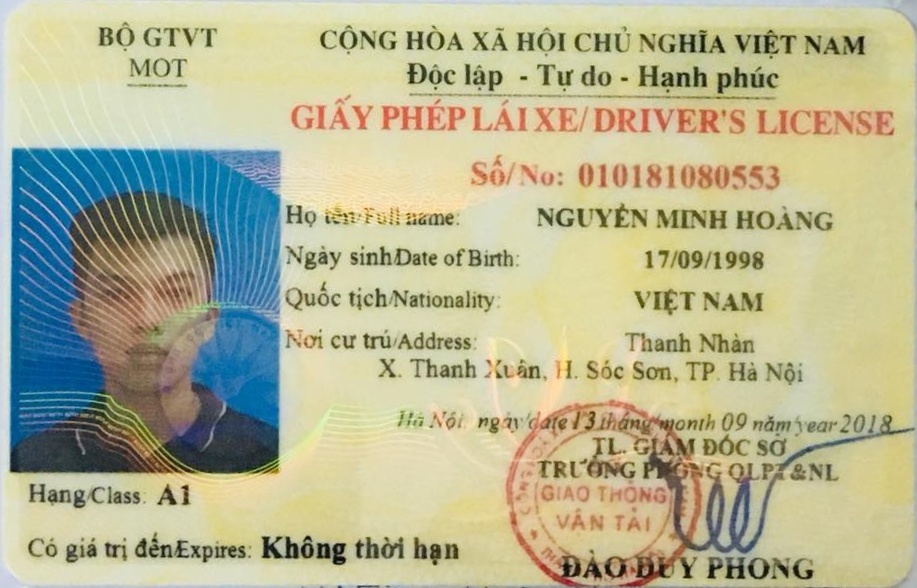 BỘ GTVT
MOT
CỘNG HÒA XÃ HỘI CHỦ NGHĨA VIỆT NAM
Độc lập - Tự do - Hạnh phúc
GIẤY PHÉP LÁI XE/ DRIVER'S LICENSE
Số/No: 010181080553
Họ tên/Full name: NGUYỄN MINH HOÀNG
Ngày sinh/Date of Birth: 17/09/1998
Quốc tịch/Nationality: VIỆT NAM
Nơi cư trú/Address: Thanh Nhàn
X. Thanh Xuân, H. Sóc Sơn, TP. Hà Nội
Hà Nội, ngày/date 13 tháng/month 09 năm/year 2018
TL. GIÁM ĐỐC SỞ
TRƯỞNG PHÒNG QLPT&NL
GIAO THÔNG
VẬN TẢI
ĐÀO DUY PHONG
Hạng/Class: A1
Có giá trị đến/Expires: Không thời hạn